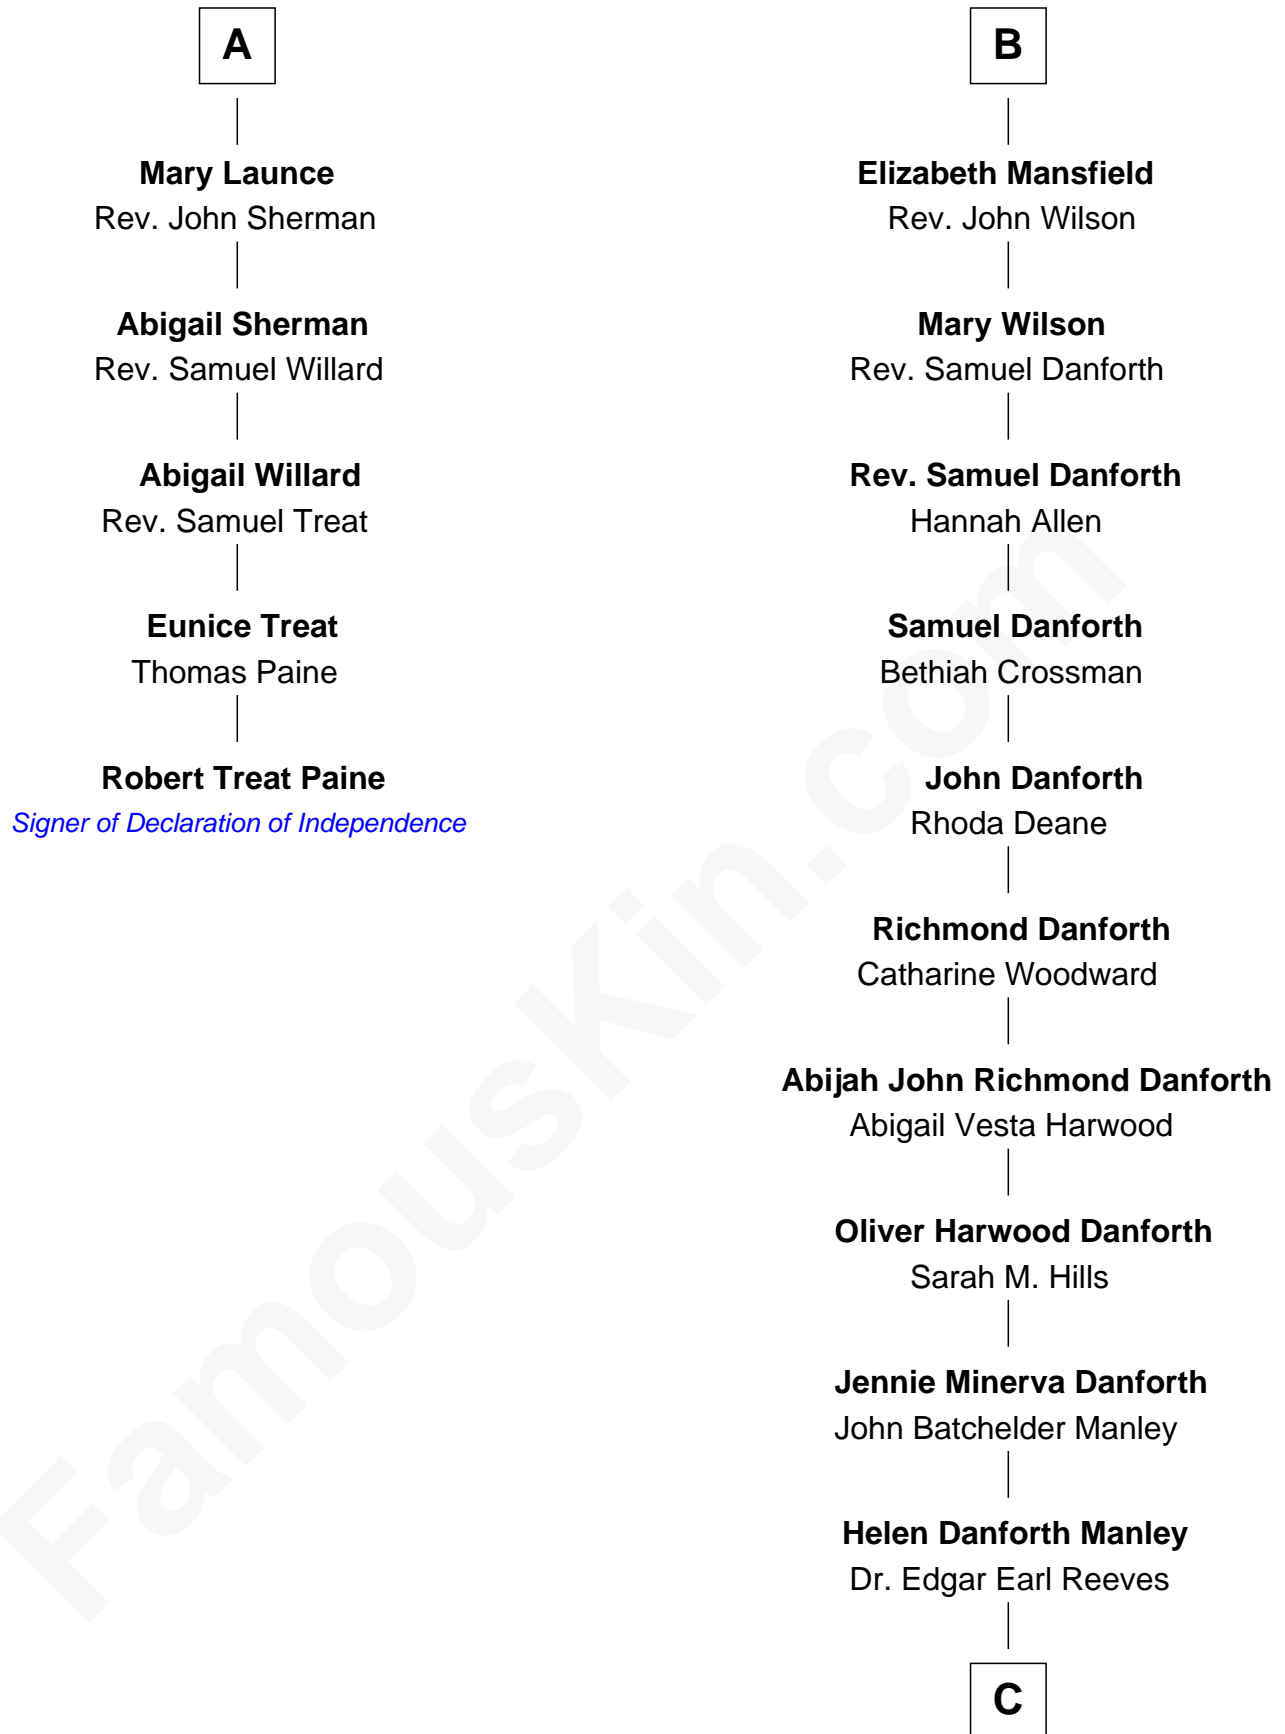 A
Mary Launce
Rev. John Sherman
Abigail Sherman
Rev. Samuel Willard
Abigail Willard
Rev. Samuel Treat
Eunice Treat
Thomas Paine
Robert Treat Paine
Signer of Declaration of Independence
B
Elizabeth Mansfield
Rev. John Wilson
Mary Wilson
Rev. Samuel Danforth
Rev. Samuel Danforth
Hannah Allen
Samuel Danforth
Bethiah Crossman
John Danforth
Rhoda Deane
Richmond Danforth
Catharine Woodward
Abijah John Richmond Danforth
Abigail Vesta Harwood
Oliver Harwood Danforth
Sarah M. Hills
Jennie Minerva Danforth
John Batchelder Manley
Helen Danforth Manley
Dr. Edgar Earl Reeves
C
FamousKin.com